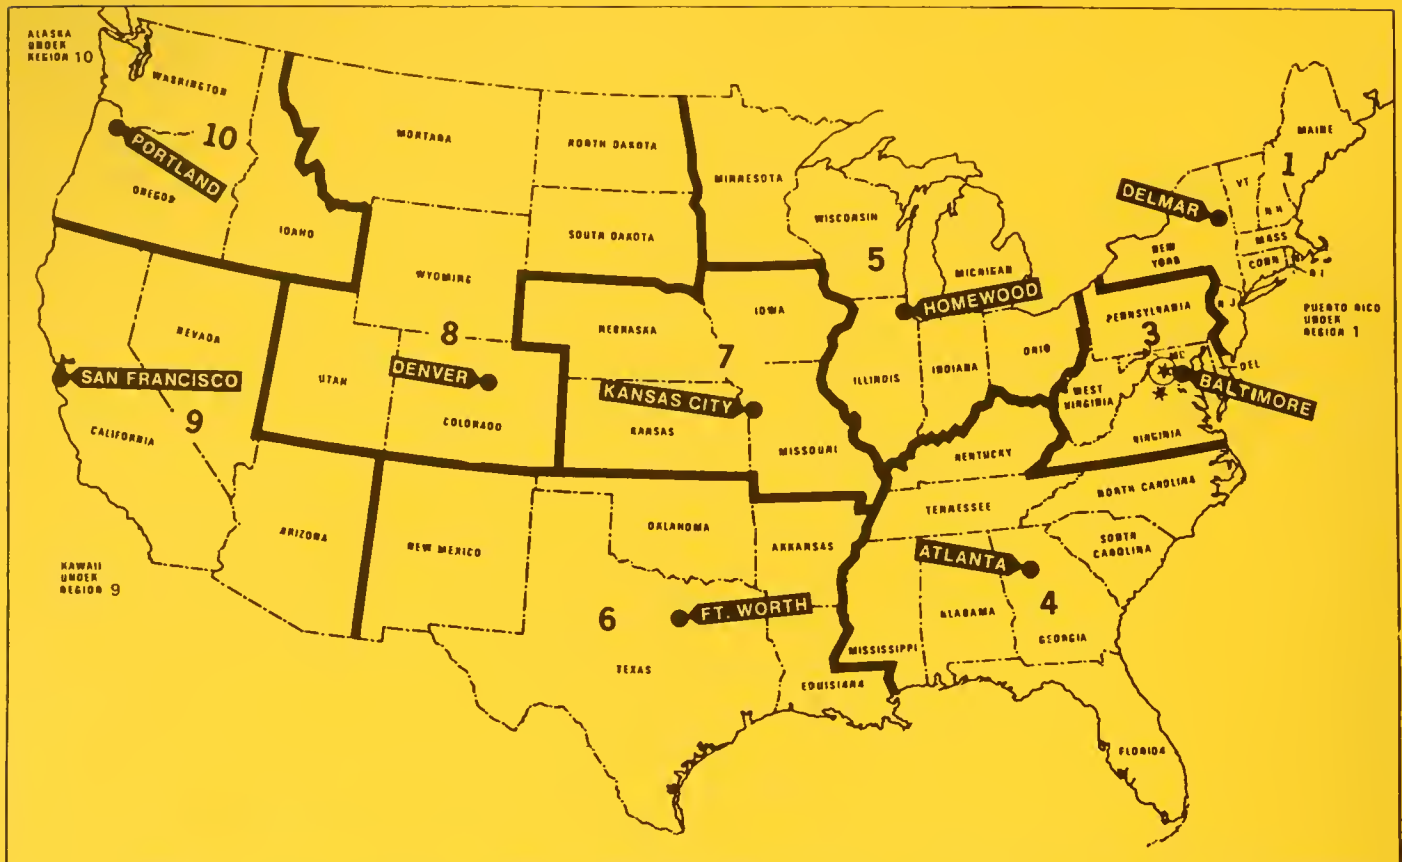 ALASKA
UNDER
REGION 10
WASHINGTON
10
PORTLAND
OREGON
IDAHO
MONTANA
NORTH DAKOTA
MINNESOTA
SOUTH DAKOTA
WYOMING
WISCONSIN
5
MICHIGAN
MAINE
1
VT
N.H.
DELMAR
MASS
NEW
YORK
CONN
R I
PUERTO RICO
UNDER
REGION 1
NEVADA
SAN FRANCISCO
9
CALIFORNIA
UTAH
8
DENVER
COLORADO
NEBRASKA
7
IOWA
KANSAS CITY
KANSAS
MISSOURI
HOMEWOOD
ILLINOIS
INDIANA
OHIO
PENNSYLVANIA
3
N J
DEL
BALTIMORE
WEST
VIRGINIA
VIRGINIA
KENTUCKY
NORTH CAROLINA
TENNESSEE
SOUTH
CAROLINA
KAWAII
UNDER
REGION 9
ARIZONA
NEW MEXICO
OKLAHOMA
ARKANSAS
6
FT. WORTH
TEXAS
LOUISIANA
MISSISSIPPI
ALABAMA
ATLANTA
4
GEORGIA
FLORIDA